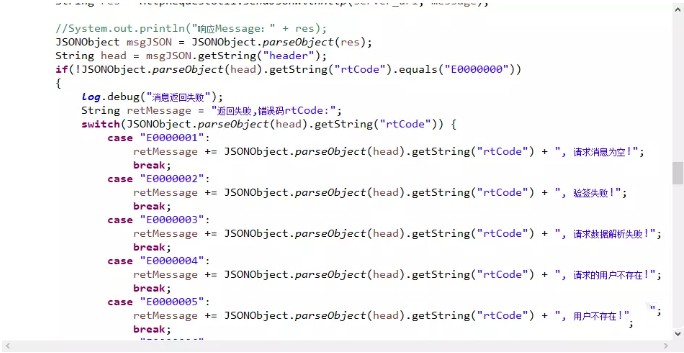 //System.out.println("响应Message: " + res);
JSONObject msgJSON = JSONObject.parseObject(res);
String head = msgJSON.getString("header");
if(!JSONObject.parseObject(head).getString("rtCode").equals("E0000000"))
{
log.debug("消息返回失败");
String retMessage = "返回失败,错误码rtCode:";
switch(JSONObject.parseObject(head).getString("rtCode")) {
case "E0000001":
retMessage += JSONObject.parseObject(head).getString("rtCode") + ", 请求消息为空!";
break;
case "E0000002":
retMessage += JSONObject.parseObject(head).getString("rtCode") + ", 验签失败!";
break;
case "E0000003":
retMessage += JSONObject.parseObject(head).getString("rtCode") + ", 请求数据解析失败!";
break;
case "E0000004":
retMessage += JSONObject.parseObject(head).getString("rtCode") + ", 请求的用户不存在!";
break;
case "E0000005":
retMessage += JSONObject.parseObject(head).getString("rtCode") + ", 用户不存在!" ";
break; ;